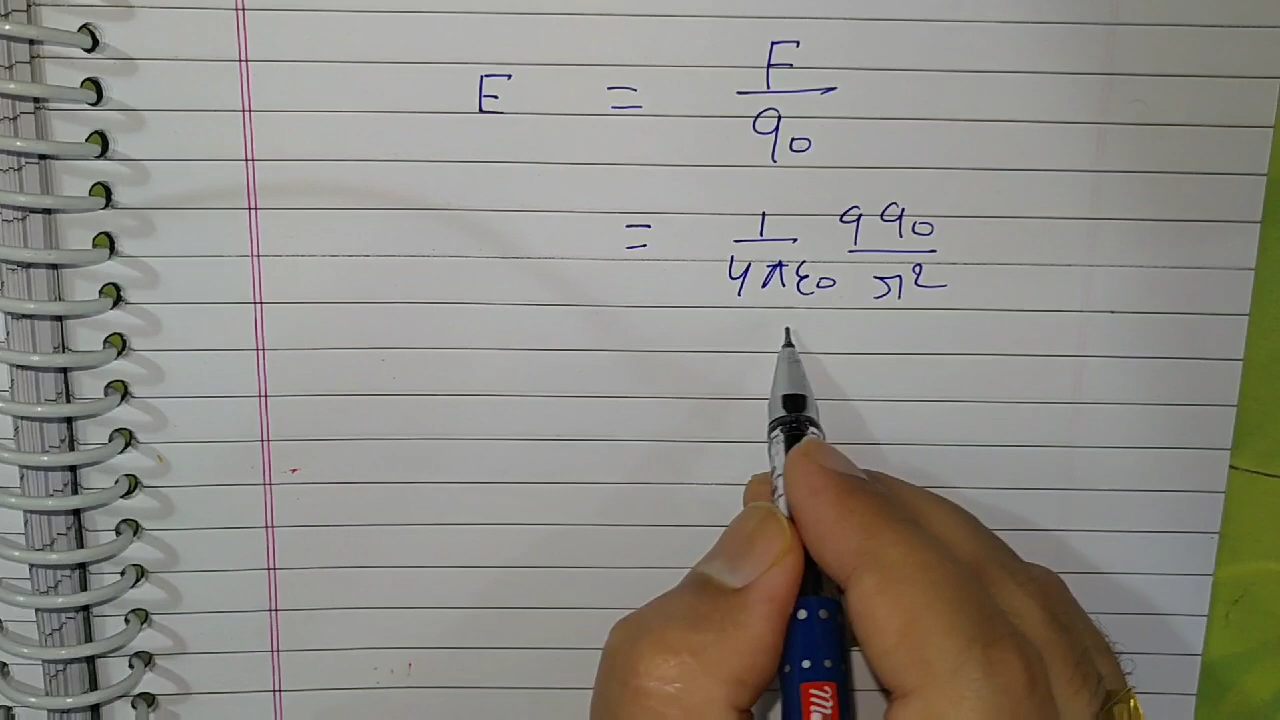 E = F/q₀
= 1/4πε₀ qq₀/r²